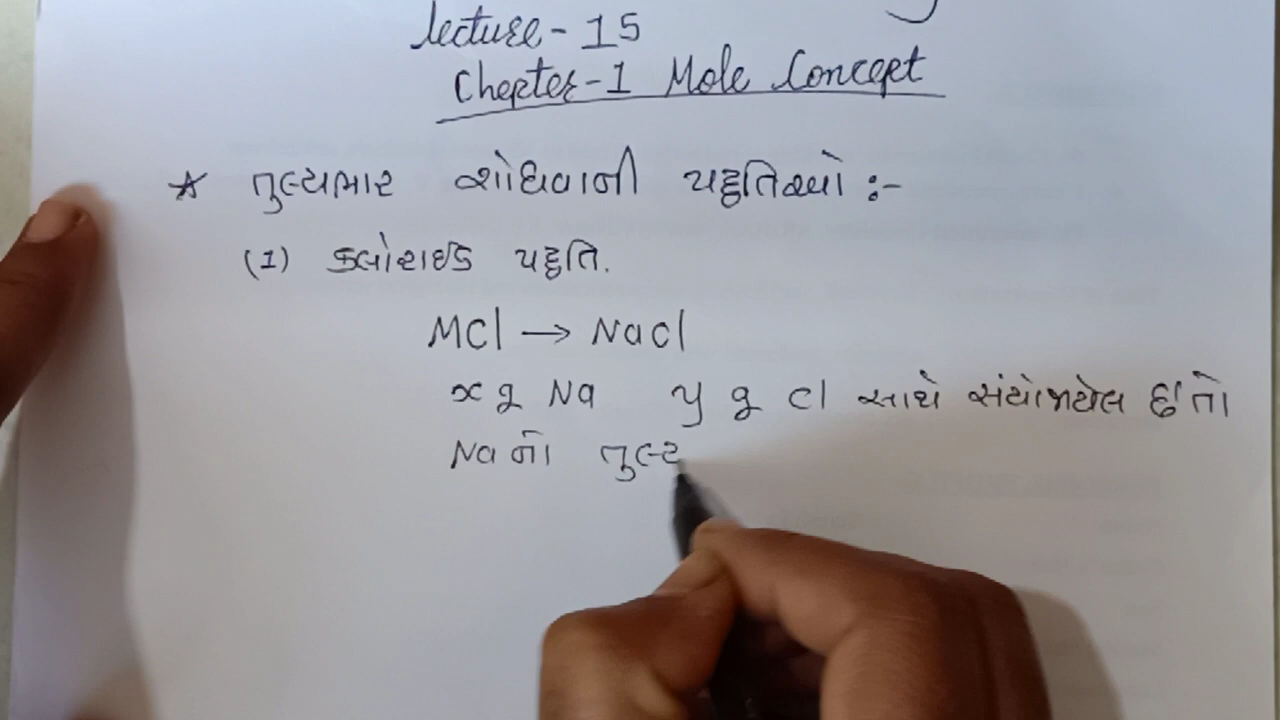 Lecture - 15
Chepter-1 Mole Concept
☆ તુલ્યભાર શોધવાની પદ્ધતિઓ :-
(1) ક્લોરાઇડ પદ્ધતિ.
MCl → NaCl
x g Na y g Cl સાથે સંયોજાયેલ છે તો
Na નો તુલ્ય